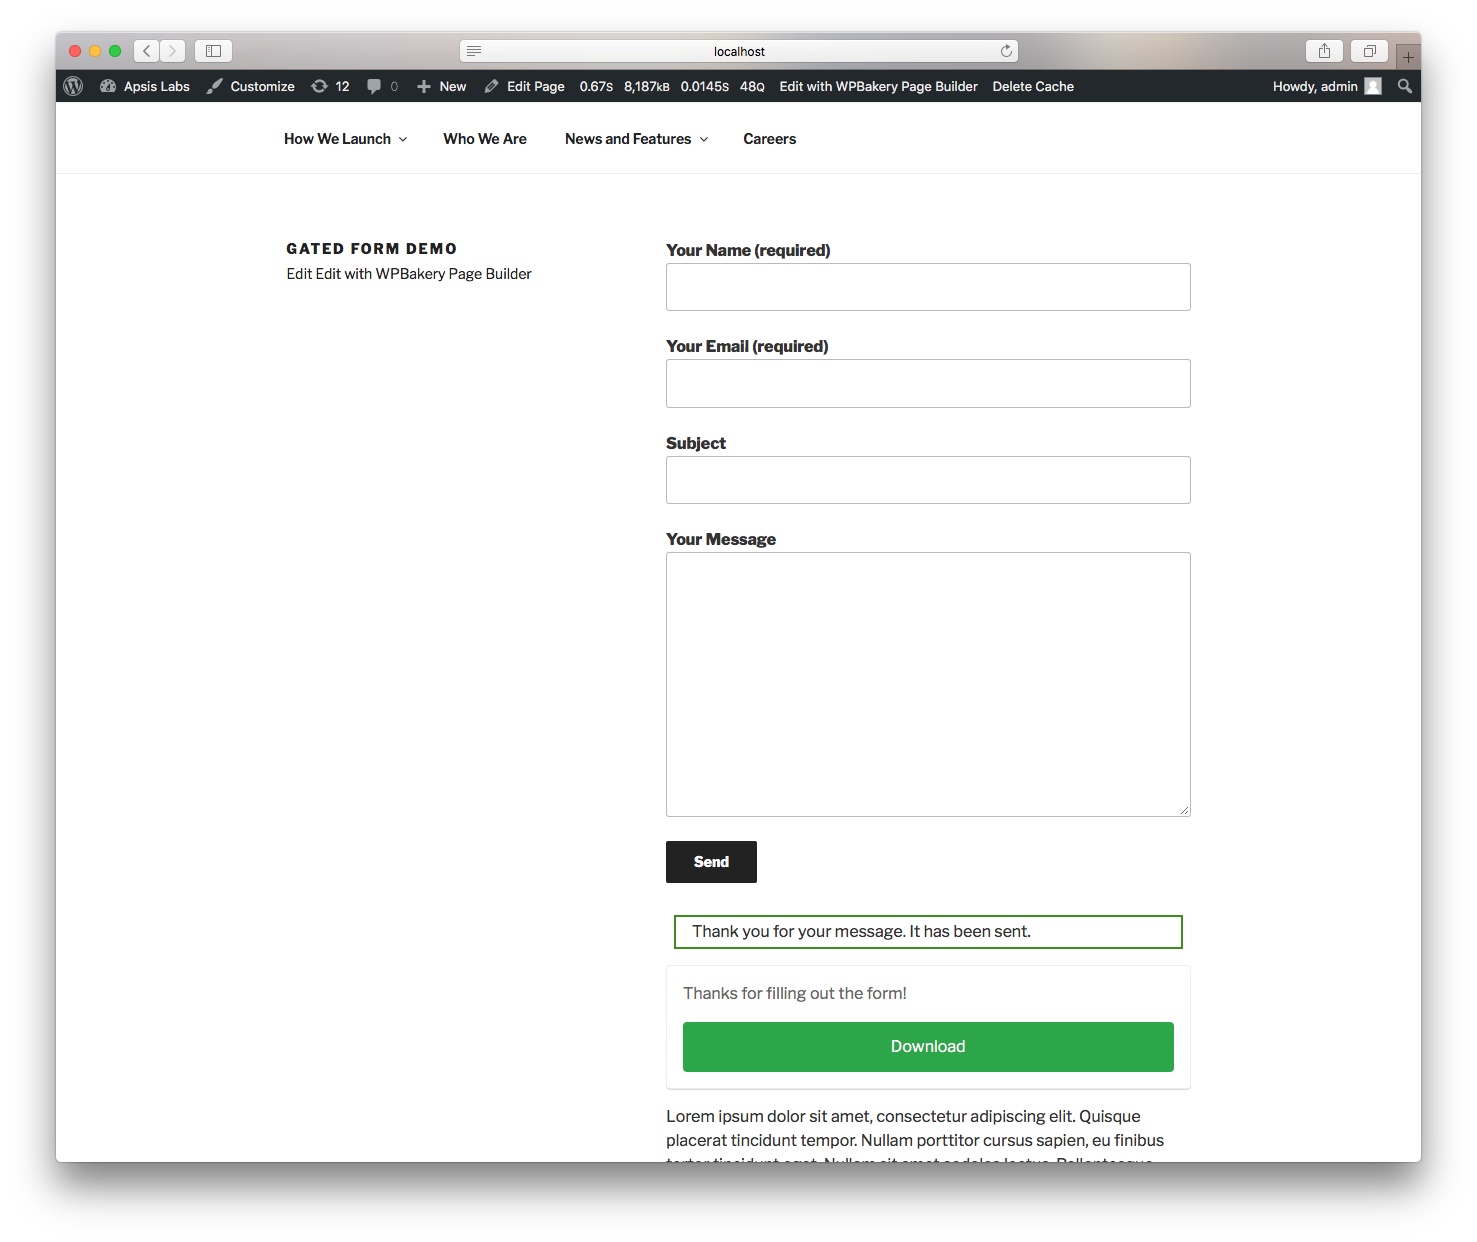 localhost
Apsis Labs Customize 12 0 New Edit Page 0.67s 8,187kB 0.0145s 48Q Edit with WPBakery Page Builder Delete Cache Howdy, admin
How We Launch Who We Are News and Features Careers
GATED FORM DEMO
Edit Edit with WPBakery Page Builder
Your Name (required)
Your Email (required)
Subject
Your Message
Send
Thank you for your message. It has been sent.
Thanks for filling out the form!
Download
Lorem ipsum dolor sit amet, consectetur adipiscing elit. Quisque
placerat tincidunt tempor. Nullam porttitor cursus sapien, eu finibus